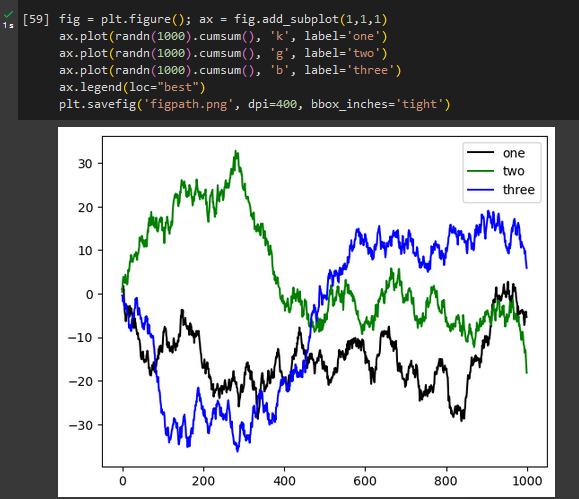 [59] fig = plt.figure(); ax = fig.add_subplot(1,1,1)
1s
ax.plot(randn(1000).cumsum(), 'k', label='one')
ax.plot(randn(1000).cumsum(), 'g', label='two')
ax.plot(randn(1000).cumsum(), 'b', label='three')
ax.legend(loc="best")
plt.savefig('figpath.png', dpi=400, bbox_inches='tight')
one
two
three
30
20
10
0
−10
−20
−30
0 200 400 600 800 1000